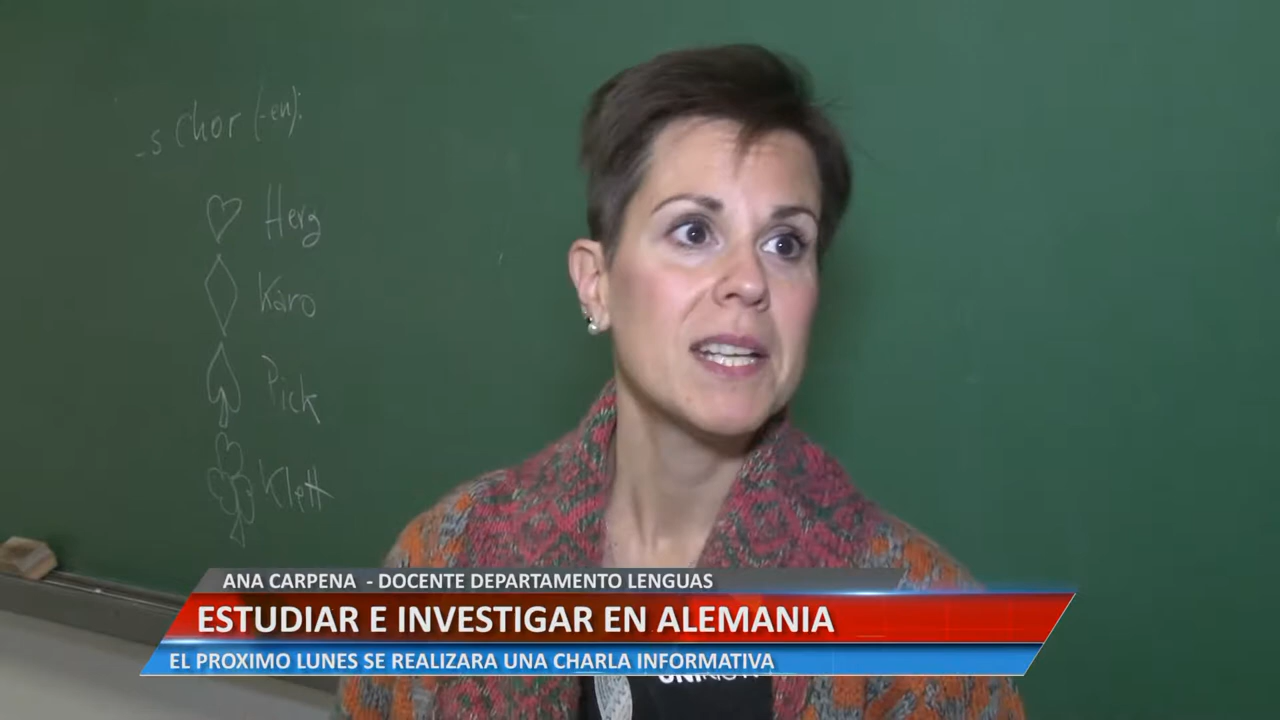 -s Chor (-en):
Herz
Karo
Pick
ANA CARPENA - DOCENTE DEPARTAMENTO LENGUAS
ESTUDIAR E INVESTIGAR EN ALEMANIA
EL PROXIMO LUNES SE REALIZARA UNA CHARLA INFORMATIVA